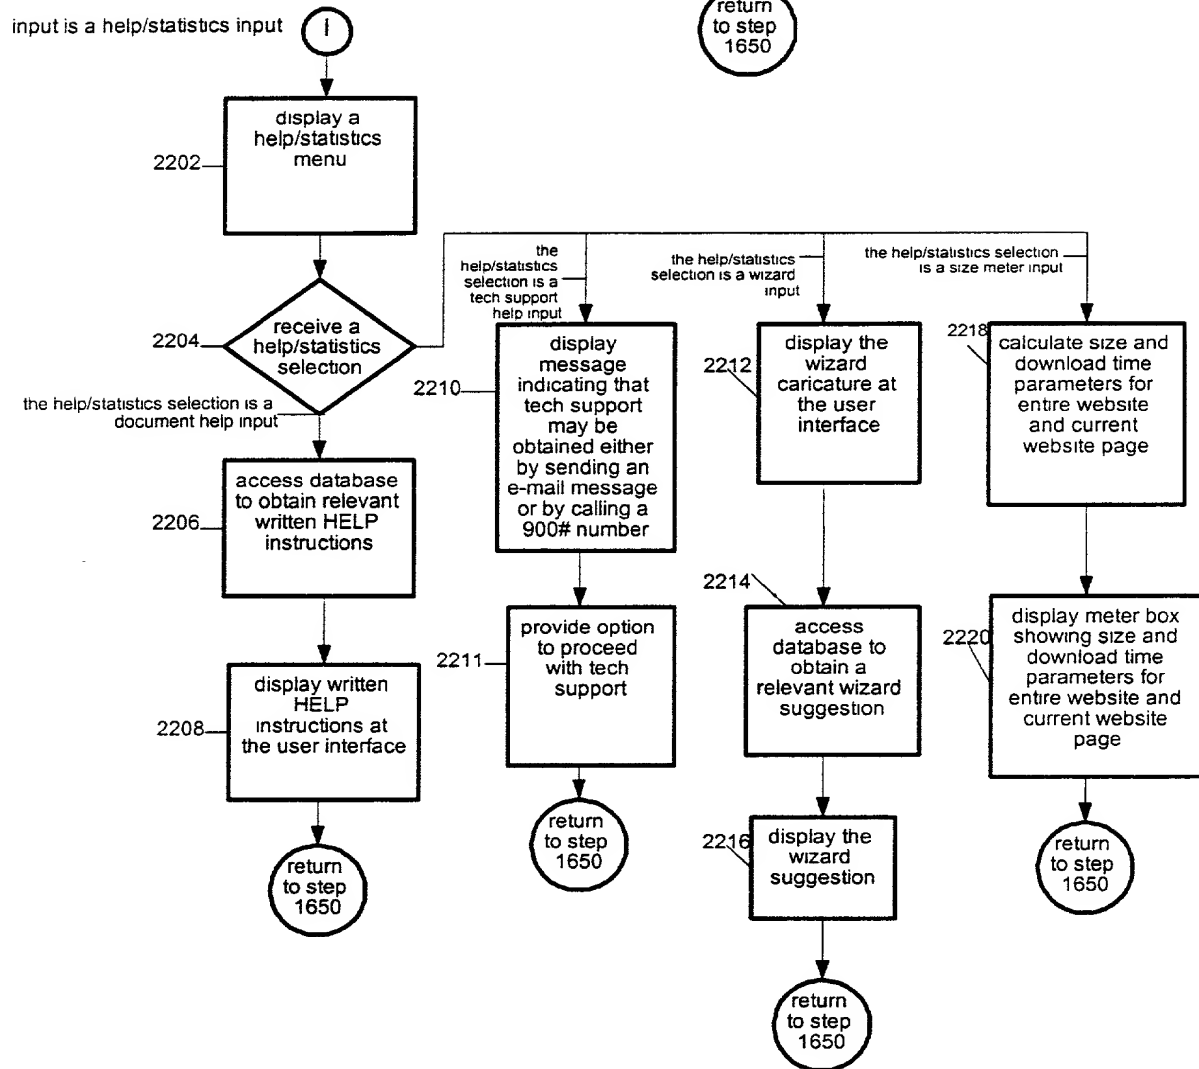 input is a help/statistics input
I
return
to step
1650
display a
help/statistics
menu
2202
2204
receive a
help/statistics
selection
the help/statistics selection is a
document help input
2206
access database
to obtain relevant
written HELP
instructions
2208
display written
HELP
instructions at
the user interface
return
to step
1650
the
help/statistics
selection is a
tech support
help input
2210
display
message
indicating that
tech support
may be
obtained either
by sending an
e-mail message
or by calling a
900# number
2211
provide option
to proceed
with tech
support
return
to step
1650
the help/statistics
selection is a wizard
input
2212
display the
wizard
caricature at
the user
interface
2214
access
database to
obtain a
relevant wizard
suggestion
2216
display the
wizard
suggestion
return
to step
1650
the help/statistics selection
is a size meter input
2218
calculate size and
download time
parameters for
entire website
and current
website page
2220
display meter box
showing size and
download time
parameters for
entire website and
current website
page
return
to step
1650